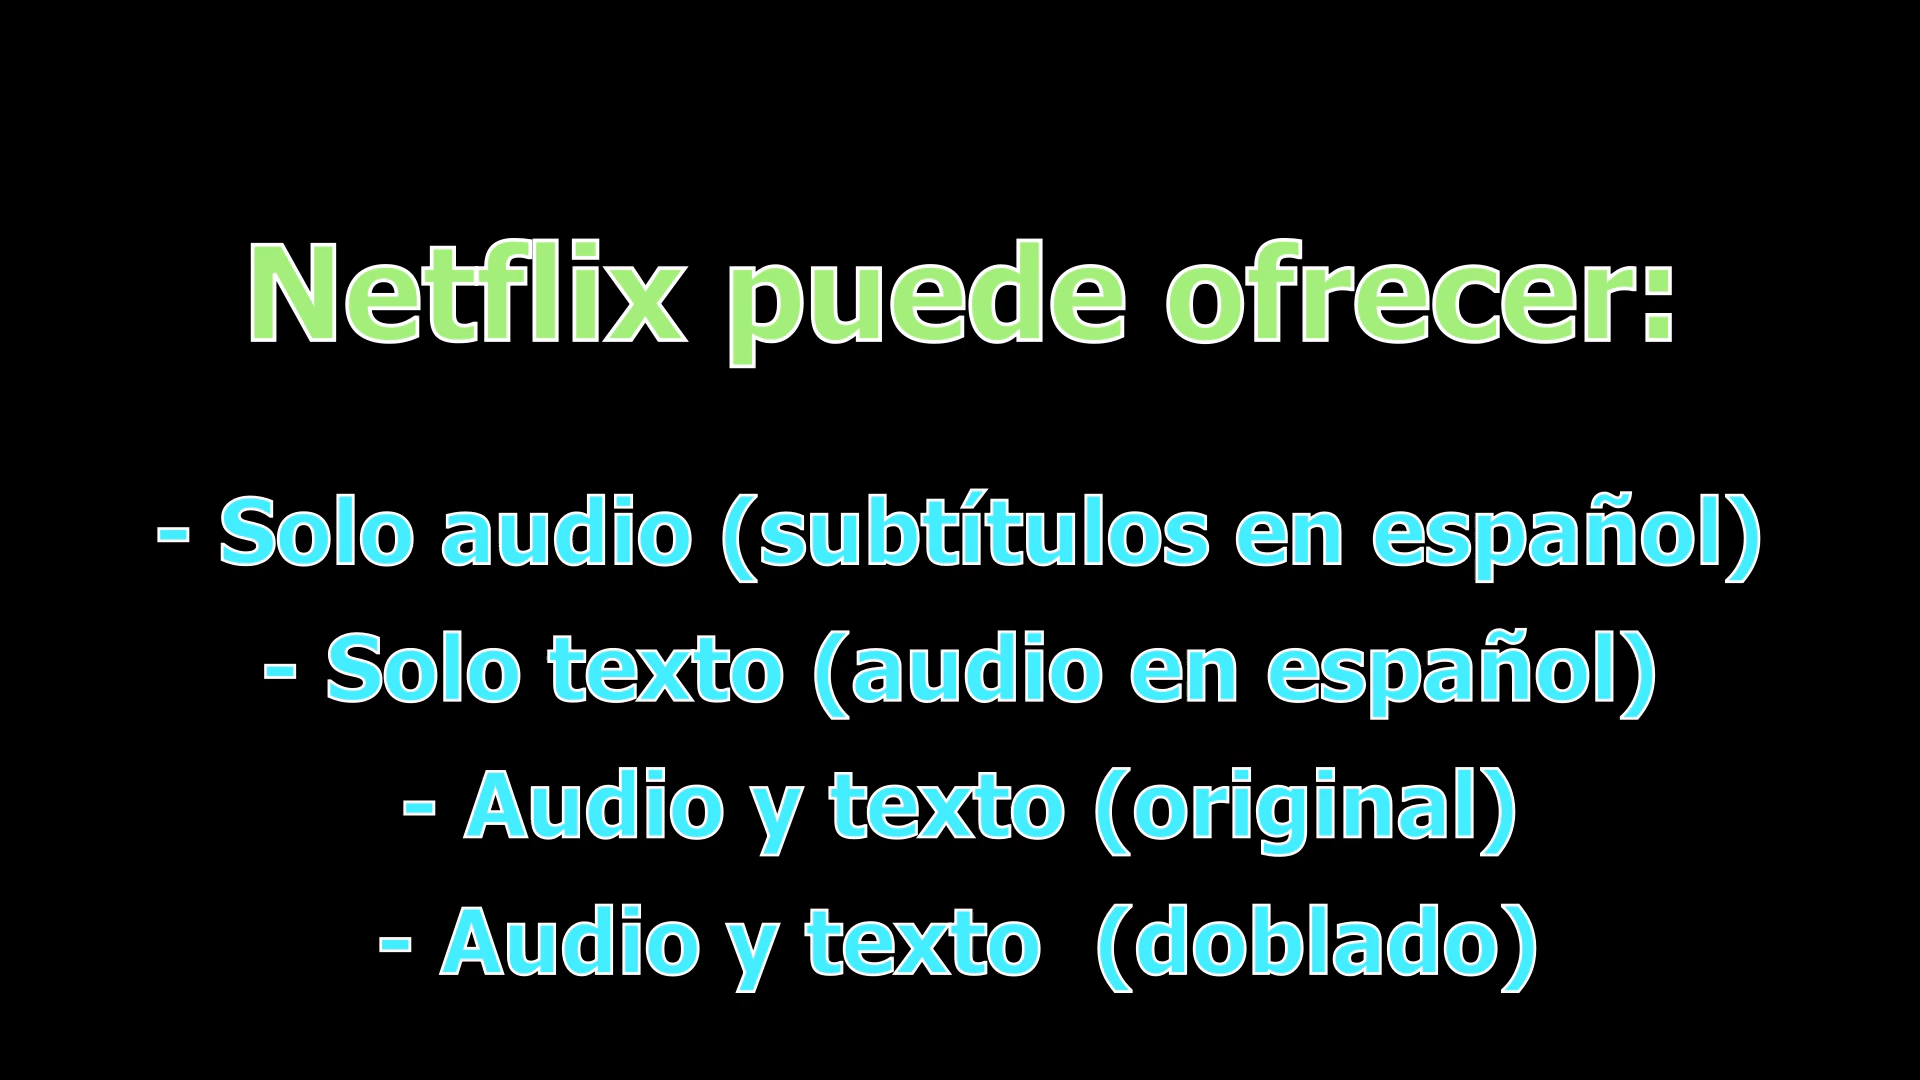 Netflix puede ofrecer:
- Solo audio (subtítulos en español)
- Solo texto (audio en español)
- Audio y texto (original)
- Audio y texto  (doblado)